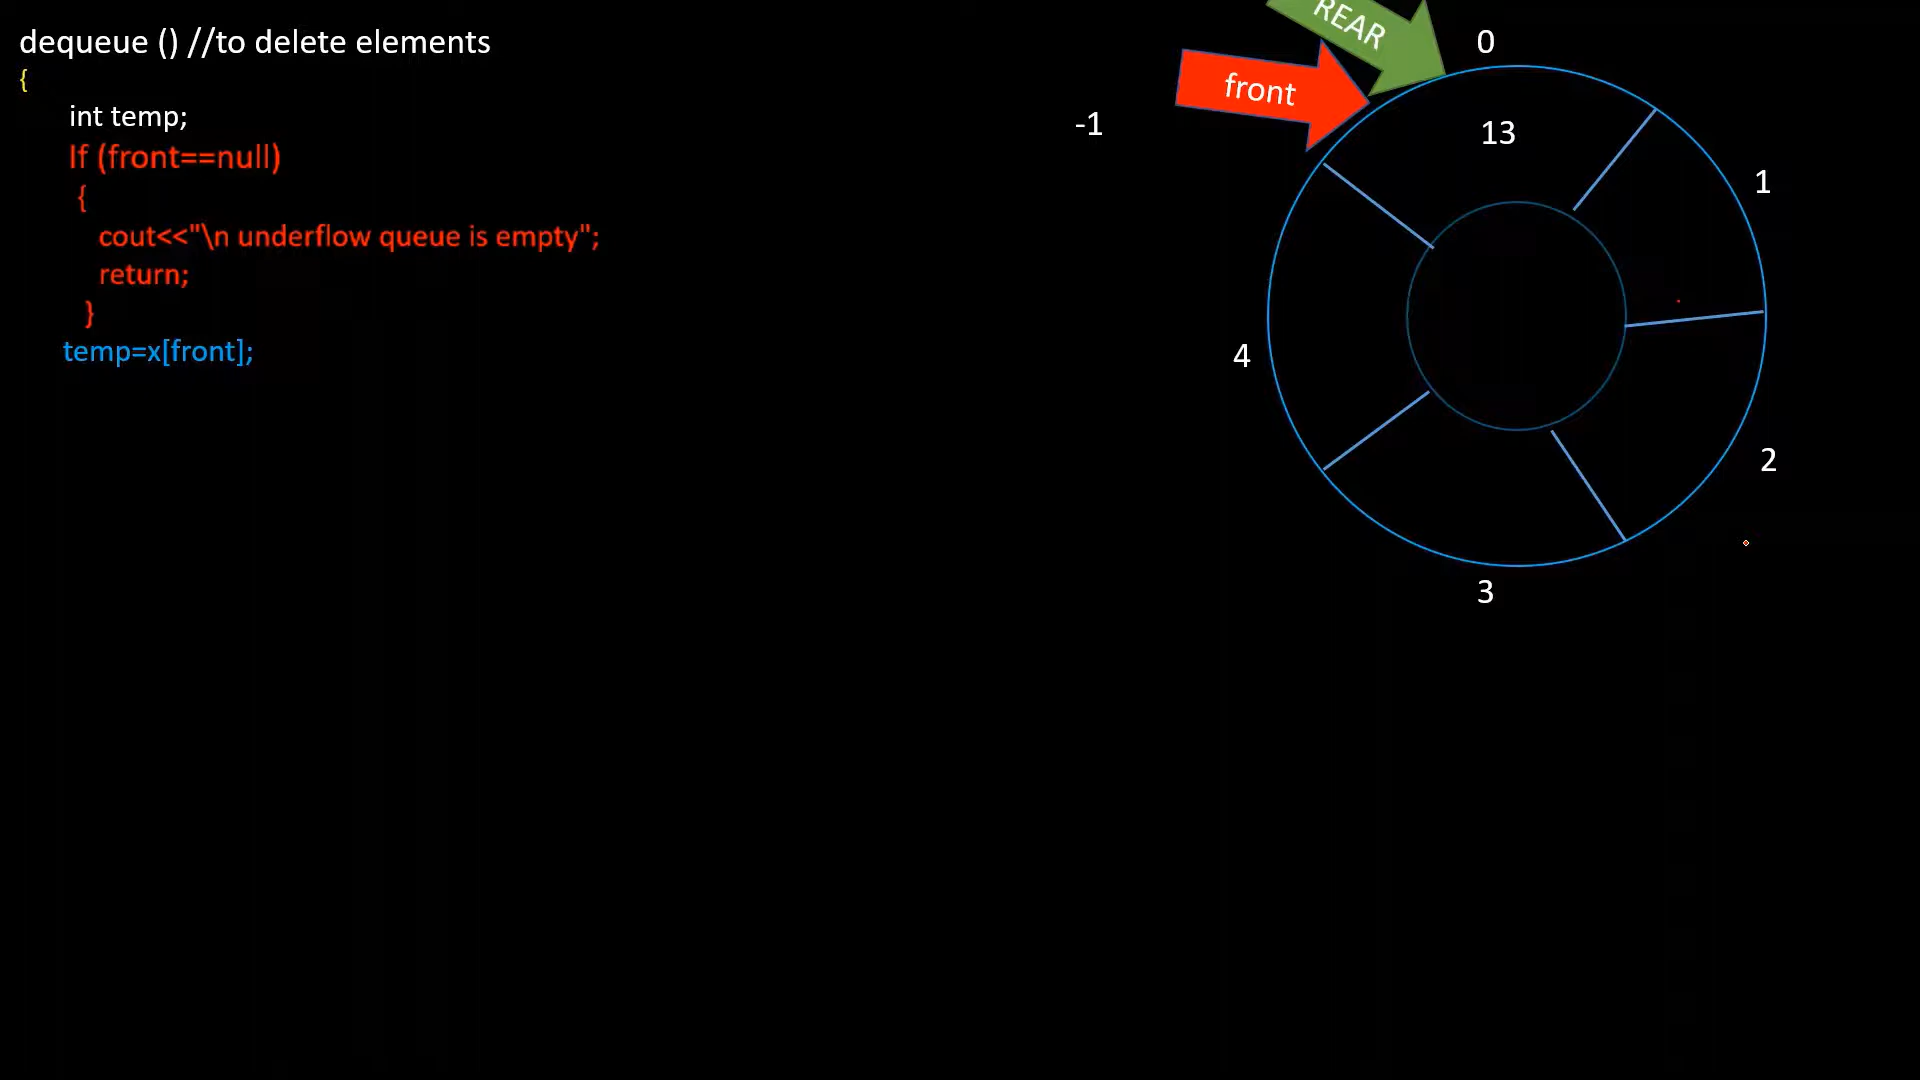 dequeue () //to delete elements
{
int temp;
If (front==null)
{
cout<<"\n underflow queue is empty";
return;
}
temp=x[front];
REAR
front
-1
0
13
1
4
2
3